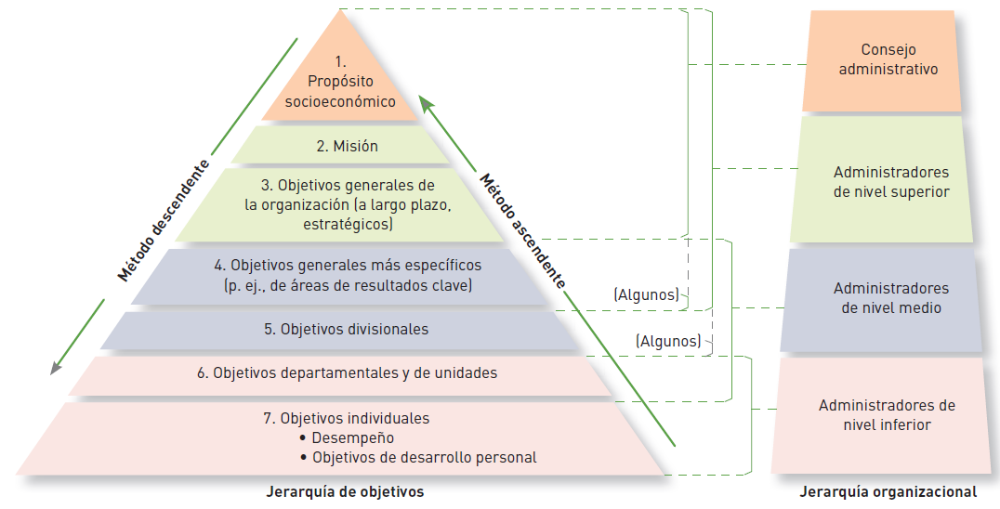 1.
Propósito
socioeconómico
2. Misión
3. Objetivos generales de
la organización (a largo plazo,
estratégicos)
4. Objetivos generales más específicos
(p. ej., de áreas de resultados clave)
5. Objetivos divisionales
6. Objetivos departamentales y de unidades
7. Objetivos individuales
• Desempeño
• Objetivos de desarrollo personal
Método descendente
Método ascendente
(Algunos)
(Algunos)
Consejo
administrativo
Administradores
de nivel superior
Administradores
de nivel medio
Administradores de
nivel inferior
Jerarquía de objetivos
Jerarquía organizacional